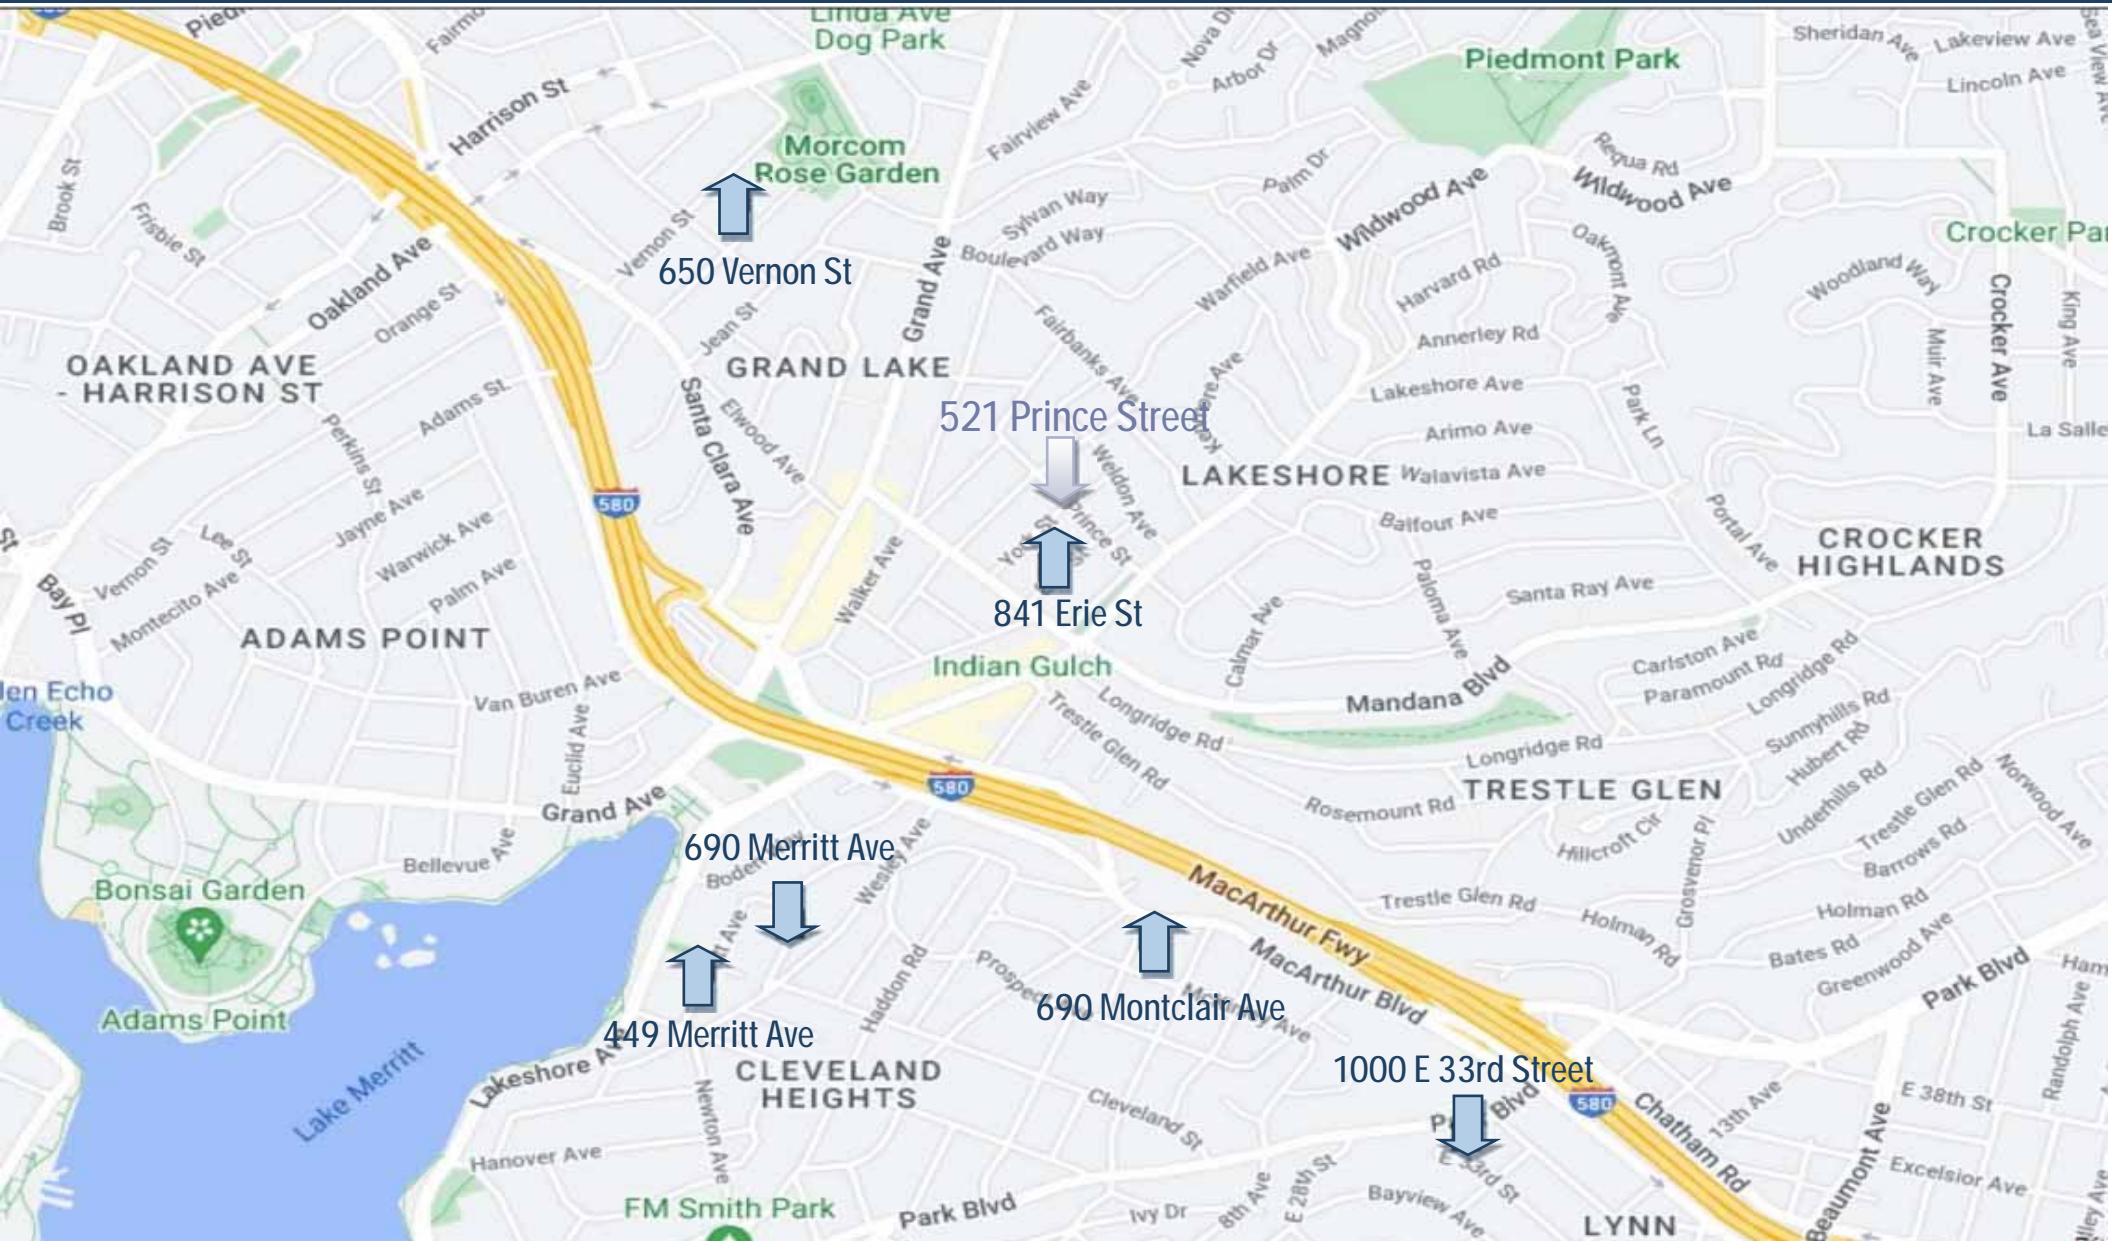 Linda Ave
Dog Park
Sheridan Ave
Lakeview Ave
Nova Dr
Arbor Dr
Piedmont Park
Lincoln Ave
Harrison St
Fairview Ave
Morcom
Rose Garden
Palm Dr
Requa Rd
Wildwood Ave
Wildwood Ave
Brook St
Frisbie St
Vernon St
Sylvan Way
Boulevard Way
Crocker
650 Vernon St
Oakland Ave
Orange St
Grand Ave
Warfield Ave
Harvard Rd
Oakmont Ave
Woodland Way
Crocker Ave
King Ave
Muir Ave
Jean St
Fairbanks Ave
Annerley Rd
OAKLAND AVE
- HARRISON ST
GRAND LAKE
Lakeshore Ave
Park Ln
Adams St
Santa Clara Ave
Elwood Ave
521 Prince Street
Arimo Ave
La Salle
Perkins St
Weldon Ave
LAKESHORE
Walavista Ave
580
Jayne Ave
Warwick Ave
Lee St
Prince St
Balfour Ave
Portal Ave
CROCKER
HIGHLANDS
Vernon St
Montecito Ave
Palm Ave
Bay Pl
Walker Ave
Paloma Ave
Santa Ray Ave
841 Erie St
ADAMS POINT
Calmar Ave
Carlston Ave
Paramount Rd
Longridge Rd
Indian Gulch
Van Buren Ave
Mandana Blvd
Echo
Creek
Euclid Ave
Trestle Glen Rd
Longridge Rd
Longridge Rd
Sunnyhills Rd
Hubert Rd
580
Rosemount Rd
TRESTLE GLEN
Underhills Rd
Trestle Glen Rd
Norwood Ave
Grand Ave
Hillcroft Cir
Grosvenor Pl
Barrows Rd
690 Merritt Ave
Wesley Ave
Bellevue Ave
Bonsai Garden
MacArthur Fwy
Trestle Glen Rd
Holman Rd
Holman Rd
Bates Rd
Greenwood Ave
Park Blvd
Haddon Rd
MacArthur Blvd
690 Montclair Ave
Adams Point
449 Merritt Ave
Lake Merritt
Lakeshore
CLEVELAND
HEIGHTS
1000 E 33rd Street
Randolph Ave
580
Chatham Rd
13th Ave
E 38th St
Newton Ave
Cleveland St
Blvd
Hanover Ave
E 33rd St
Beaumont Ave
Excelsior Ave
FM Smith Park
Park Blvd
Ivy Dr
8th Ave
E 28th St
Bayview Ave
LYNN